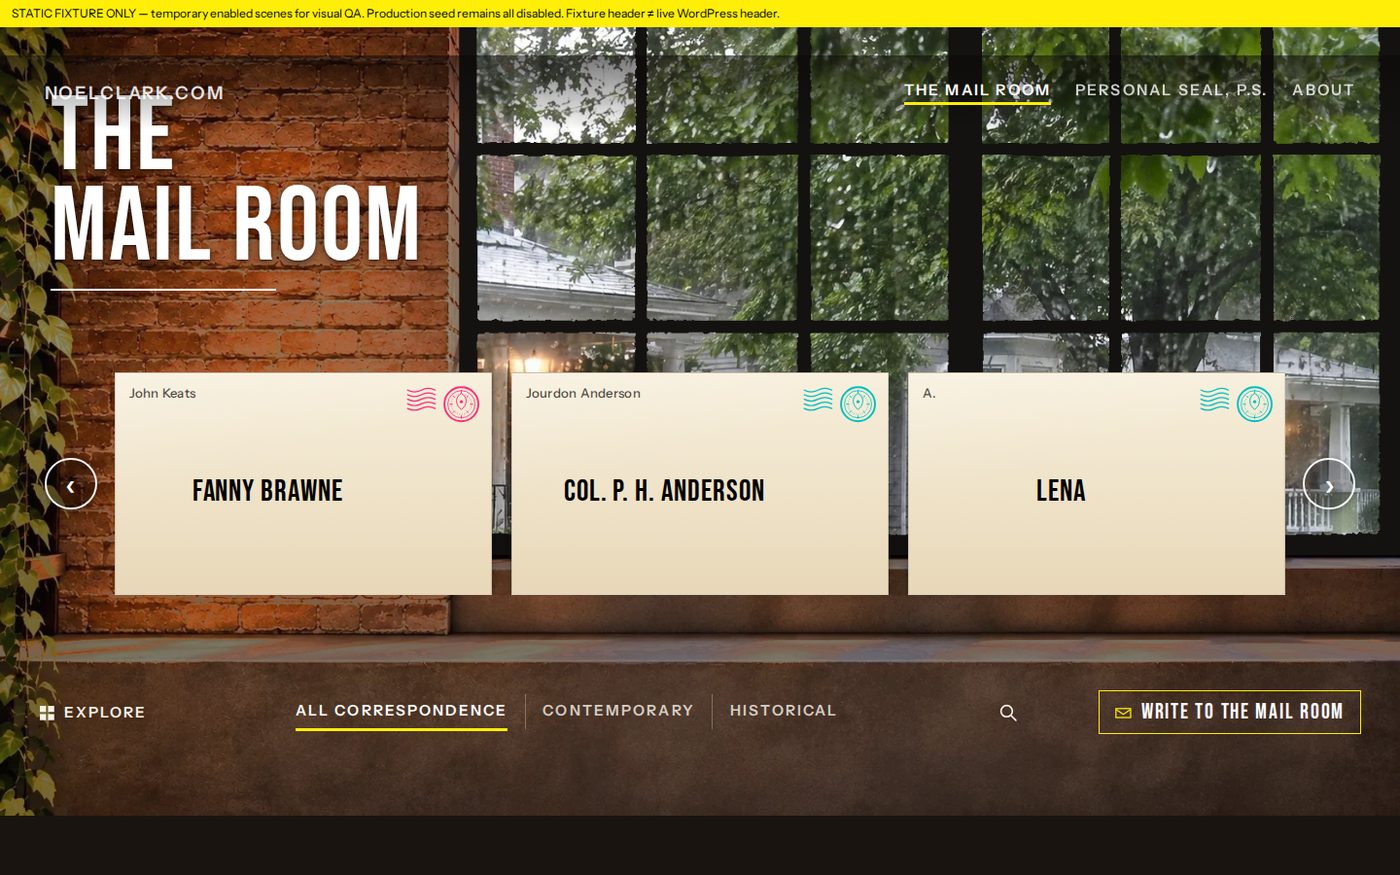 STATIC FIXTURE ONLY — temporary enabled scenes for visual QA. Production seed remains all disabled. Fixture header ≠ live WordPress header.
NOELCLARK.COM
THE MAIL ROOM
PERSONAL SEAL, P.S.
ABOUT
THE
MAIL ROOM
John Keats
FANNY BRAWNE
Jourdon Anderson
COL. P. H. ANDERSON
A.
LENA
EXPLORE
ALL CORRESPONDENCE
CONTEMPORARY
HISTORICAL
WRITE TO THE MAIL ROOM